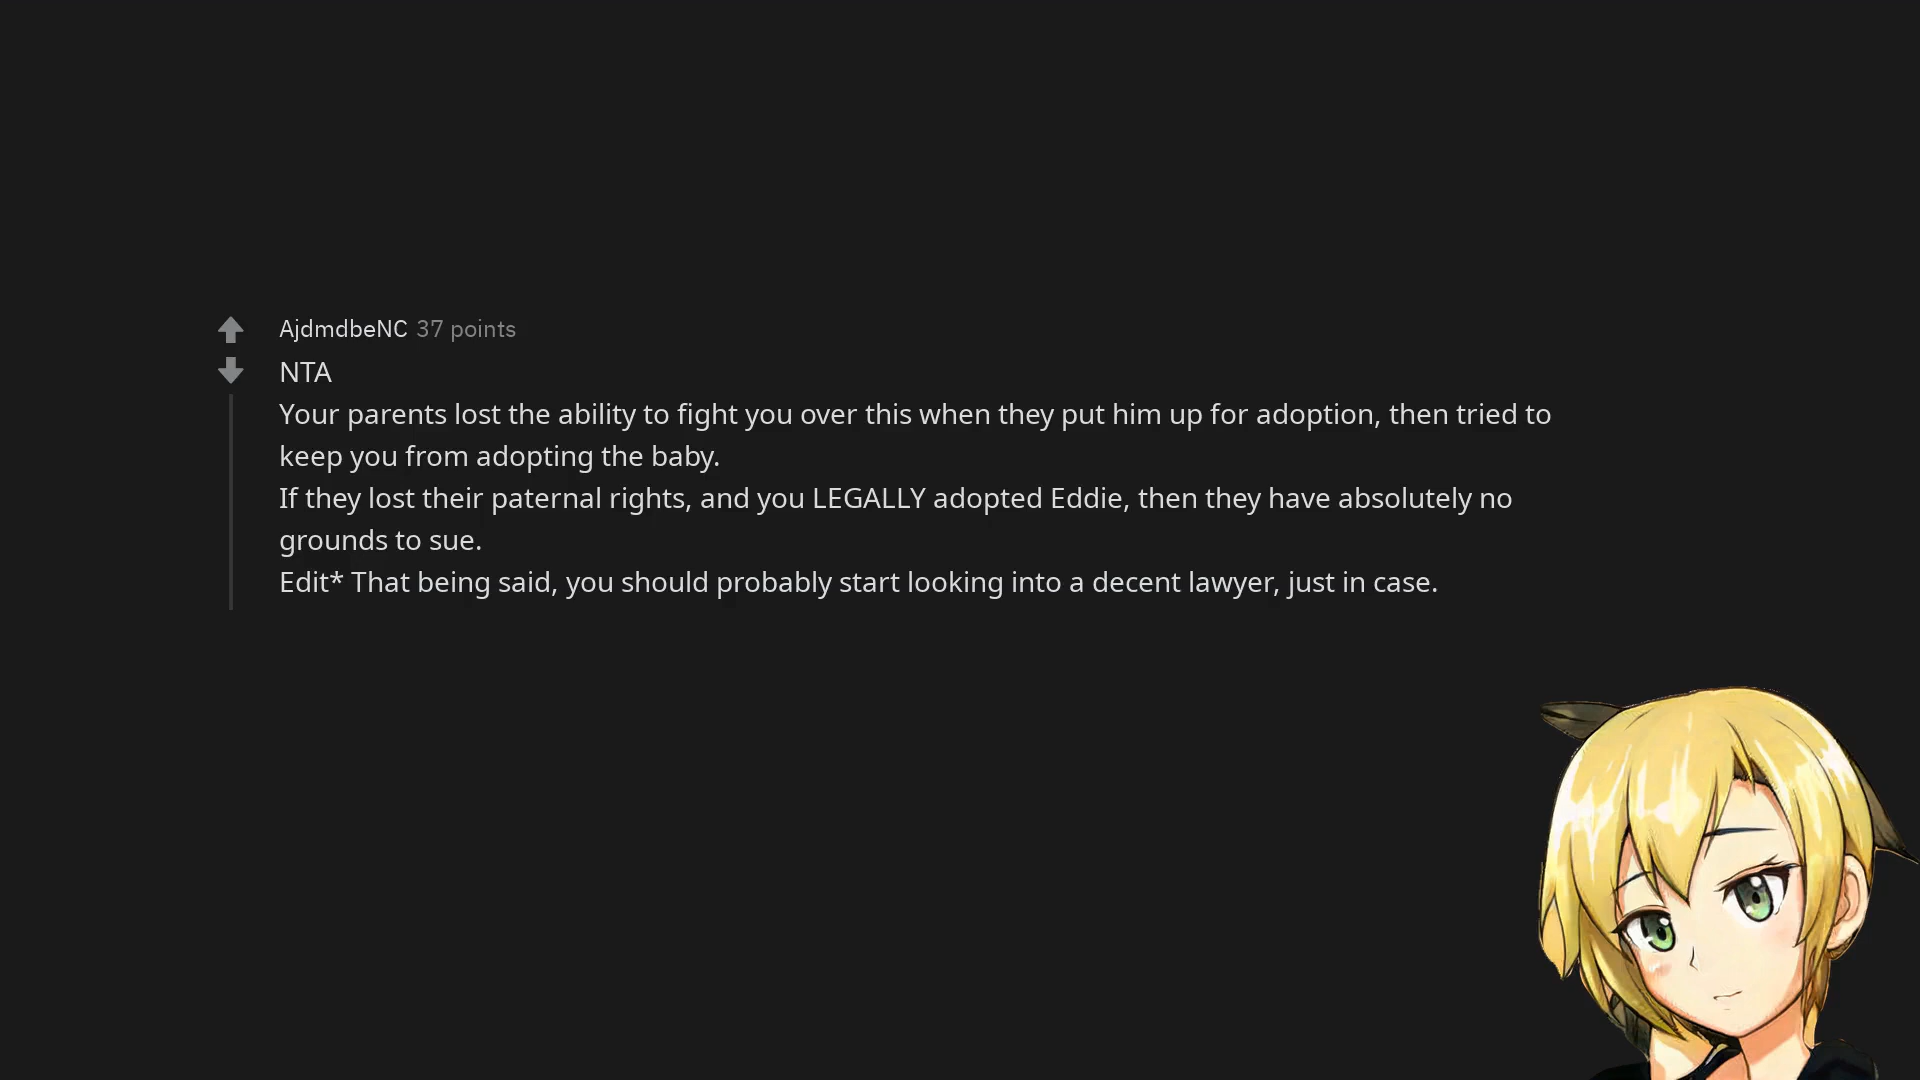 AjdmdbeNC 37 points
NTA
Your parents lost the ability to fight you over this when they put him up for adoption, then tried to
keep you from adopting the baby.
If they lost their paternal rights, and you LEGALLY adopted Eddie, then they have absolutely no
grounds to sue.
Edit* That being said, you should probably start looking into a decent lawyer, just in case.